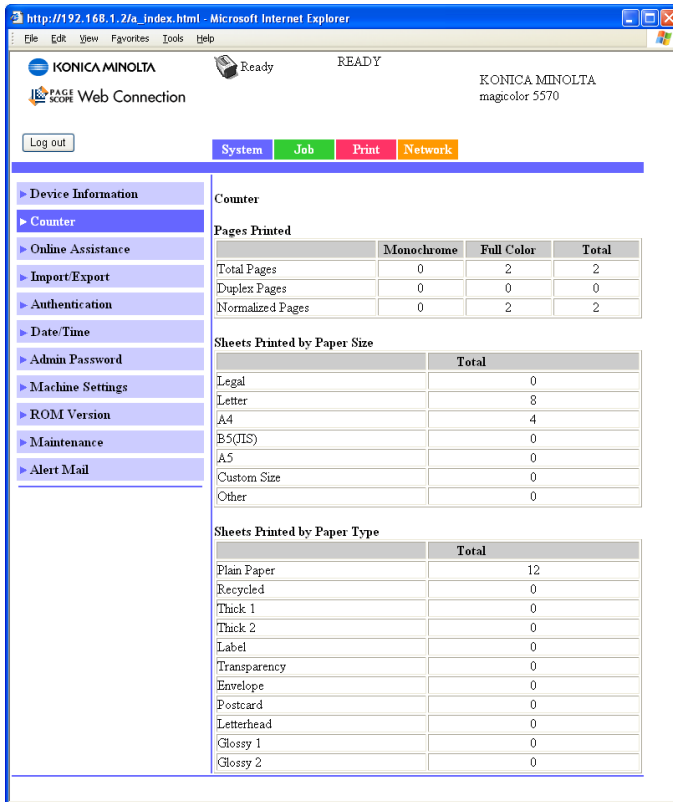 http://192.168.1.2/a_index.html - Microsoft Internet Explorer
File Edit View Favorites Tools Help
KONICA MINOLTA
Ready
READY
KONICA MINOLTA
magicolor 5570
PAGE SCOPE Web Connection
Log out
System Job Print Network
Device Information
Counter
Online Assistance
Import/Export
Authentication
Date/Time
Admin Password
Machine Settings
ROM Version
Maintenance
Alert Mail
Counter
Pages Printed
Monochrome Full Color Total
Total Pages 0 2 2
Duplex Pages 0 0 0
Normalized Pages 0 2 2
Sheets Printed by Paper Size
Total
Legal 0
Letter 8
A4 4
B5(JIS) 0
A5 0
Custom Size 0
Other 0
Sheets Printed by Paper Type
Total
Plain Paper 12
Recycled 0
Thick 1 0
Thick 2 0
Label 0
Transparency 0
Envelope 0
Postcard 0
Letterhead 0
Glossy 1 0
Glossy 2 0